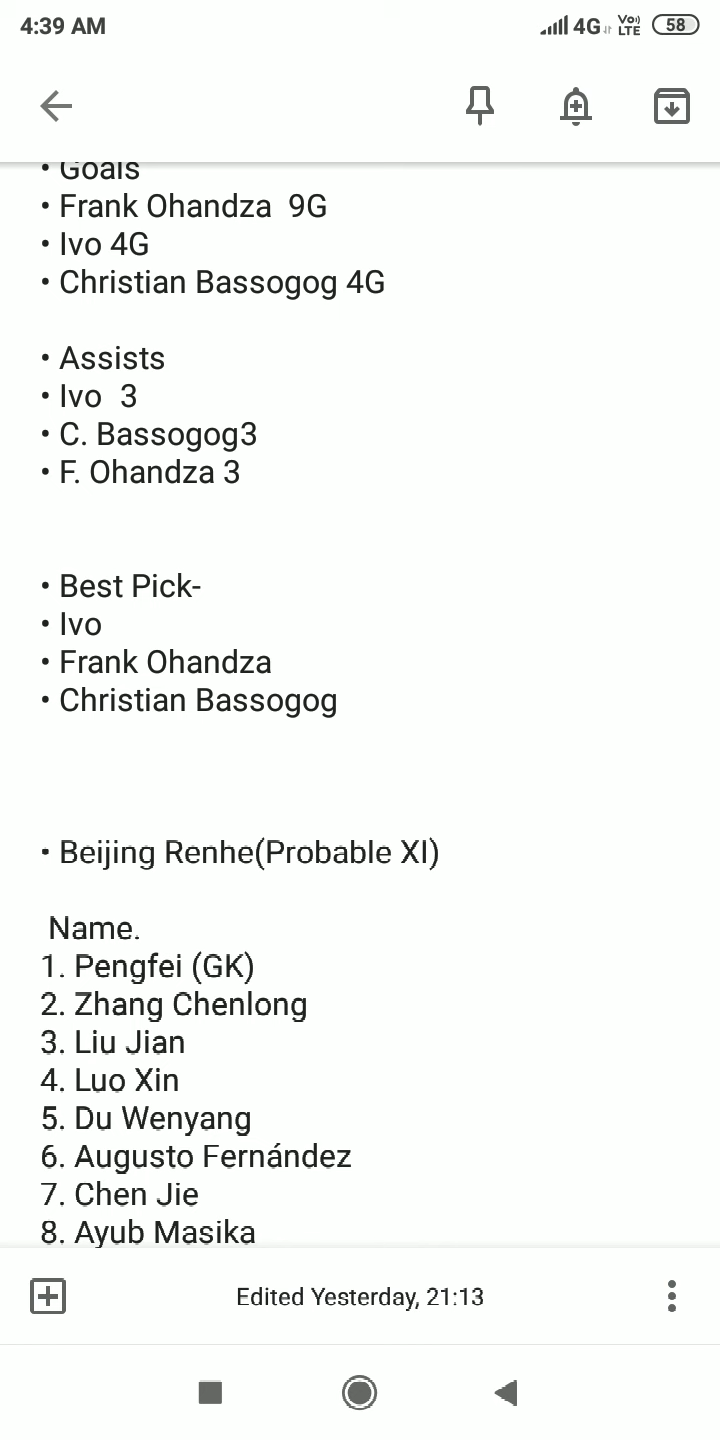 4:39 AM 4G Vo) LTE 58
• Goals
• Frank Ohandza 9G
• Ivo 4G
• Christian Bassogog 4G
• Assists
• Ivo 3
• C. Bassogog3
• F. Ohandza 3
• Best Pick-
• Ivo
• Frank Ohandza
• Christian Bassogog
• Beijing Renhe(Probable XI)
Name.
1. Pengfei (GK)
2. Zhang Chenlong
3. Liu Jian
4. Luo Xin
5. Du Wenyang
6. Augusto Fernández
7. Chen Jie
8. Ayub Masika
Edited Yesterday, 21:13